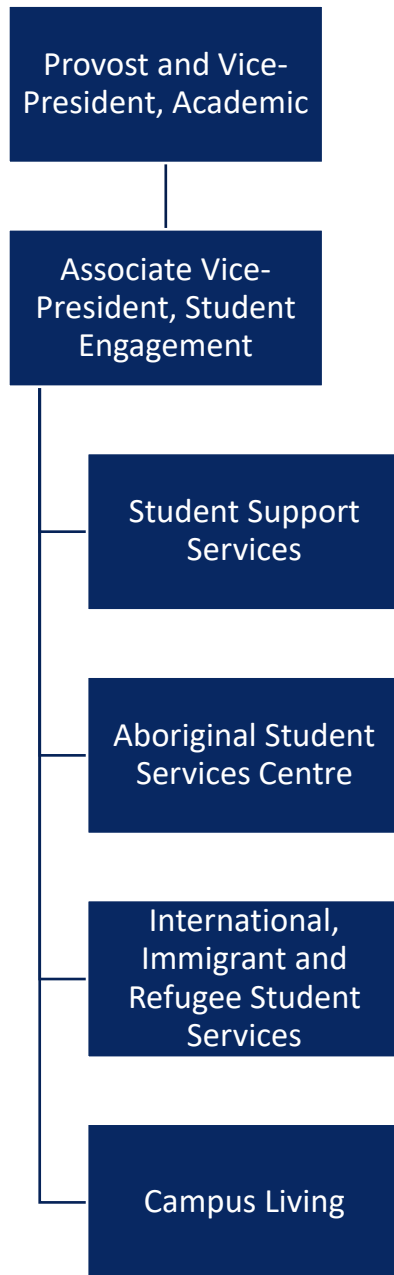 Provost and Vice-
President, Academic
Associate Vice-
President, Student
Engagement
Student Support
Services
Aboriginal Student
Services Centre
International,
Immigrant and
Refugee Student
Services
Campus Living